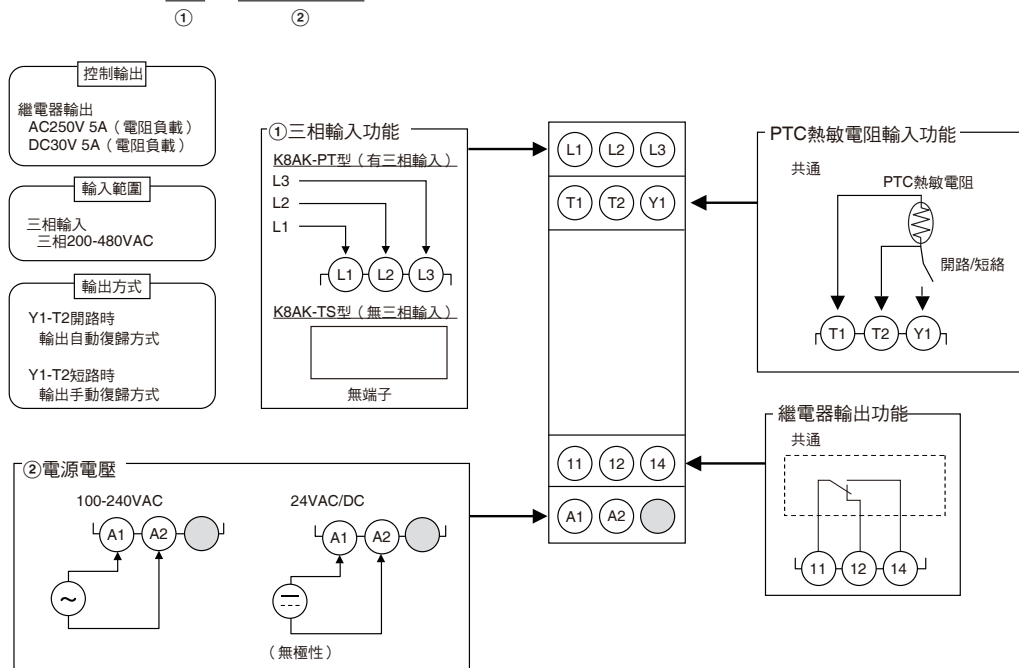 ① ②
控制輸出
繼電器輸出
AC250V 5A（電阻負載）
DC30V 5A（電阻負載）
輸入範圍
三相輸入
三相200-480VAC
輸出方式
Y1-T2開路時
輸出自動復歸方式
Y1-T2短路時
輸出手動復歸方式
①三相輸入功能
K8AK-PT型（有三相輸入）
L3
L2
L1
L1 L2 L3
K8AK-TS型（無三相輸入）
無端子
L1 L2 L3
T1 T2 Y1
11 12 14
A1 A2
PTC熱敏電阻輸入功能
共通
PTC熱敏電阻
開路/短絡
T1 T2 Y1
繼電器輸出功能
共通
11 12 14
②電源電壓
100-240VAC
A1 A2
~
24VAC/DC
A1 A2
（無極性）